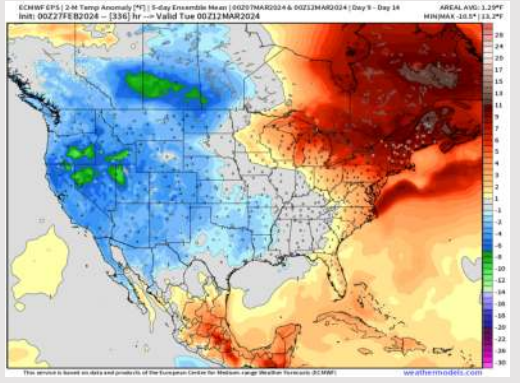 ECMWF EPS | 2-M Temp Anomaly [°F] | 5-day Ensemble Mean | 00Z07MAR2024 & 00Z12MAR2024 | Day 9 - Day 14
AREAL AVG: 1.29°F
Init: 00Z27FEB2024 -- [336] hr --> Valid Tue 00Z12MAR2024
MIN|MAX -10.5° | 13.2°F
This service is based on data and products of the European Center for Medium-range Weather Forecasts (ECMWF)
weathermodels.com